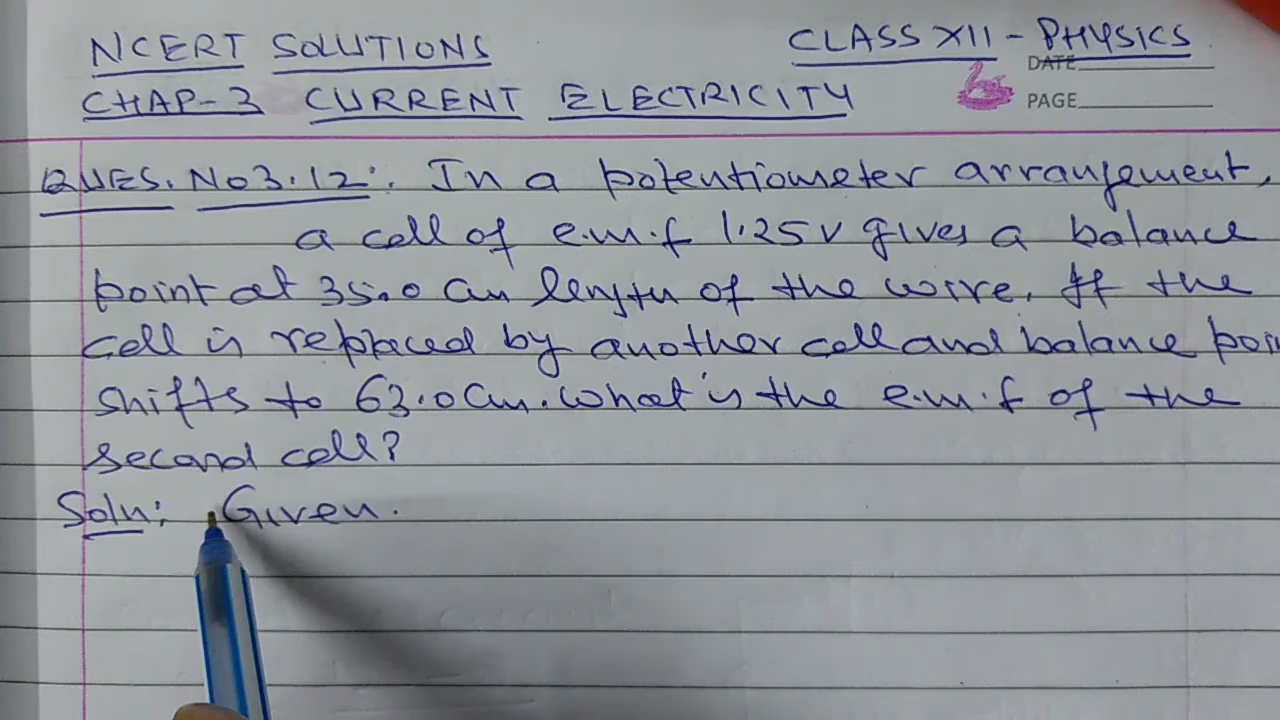 NCERT SOLUTIONS CLASS XII - PHYSICS
DATE
CHAP-3 CURRENT ELECTRICITY
PAGE
QUES. No 3.12: In a potentiometer arrangement,
a cell of e.m.f 1.25V gives a balance
point at 35.0 cm length of the wire. If the
cell is replaced by another cell and balance poin
shifts to 63.0 cm. what is the e.m.f of the
second cell?
Soln: Given.